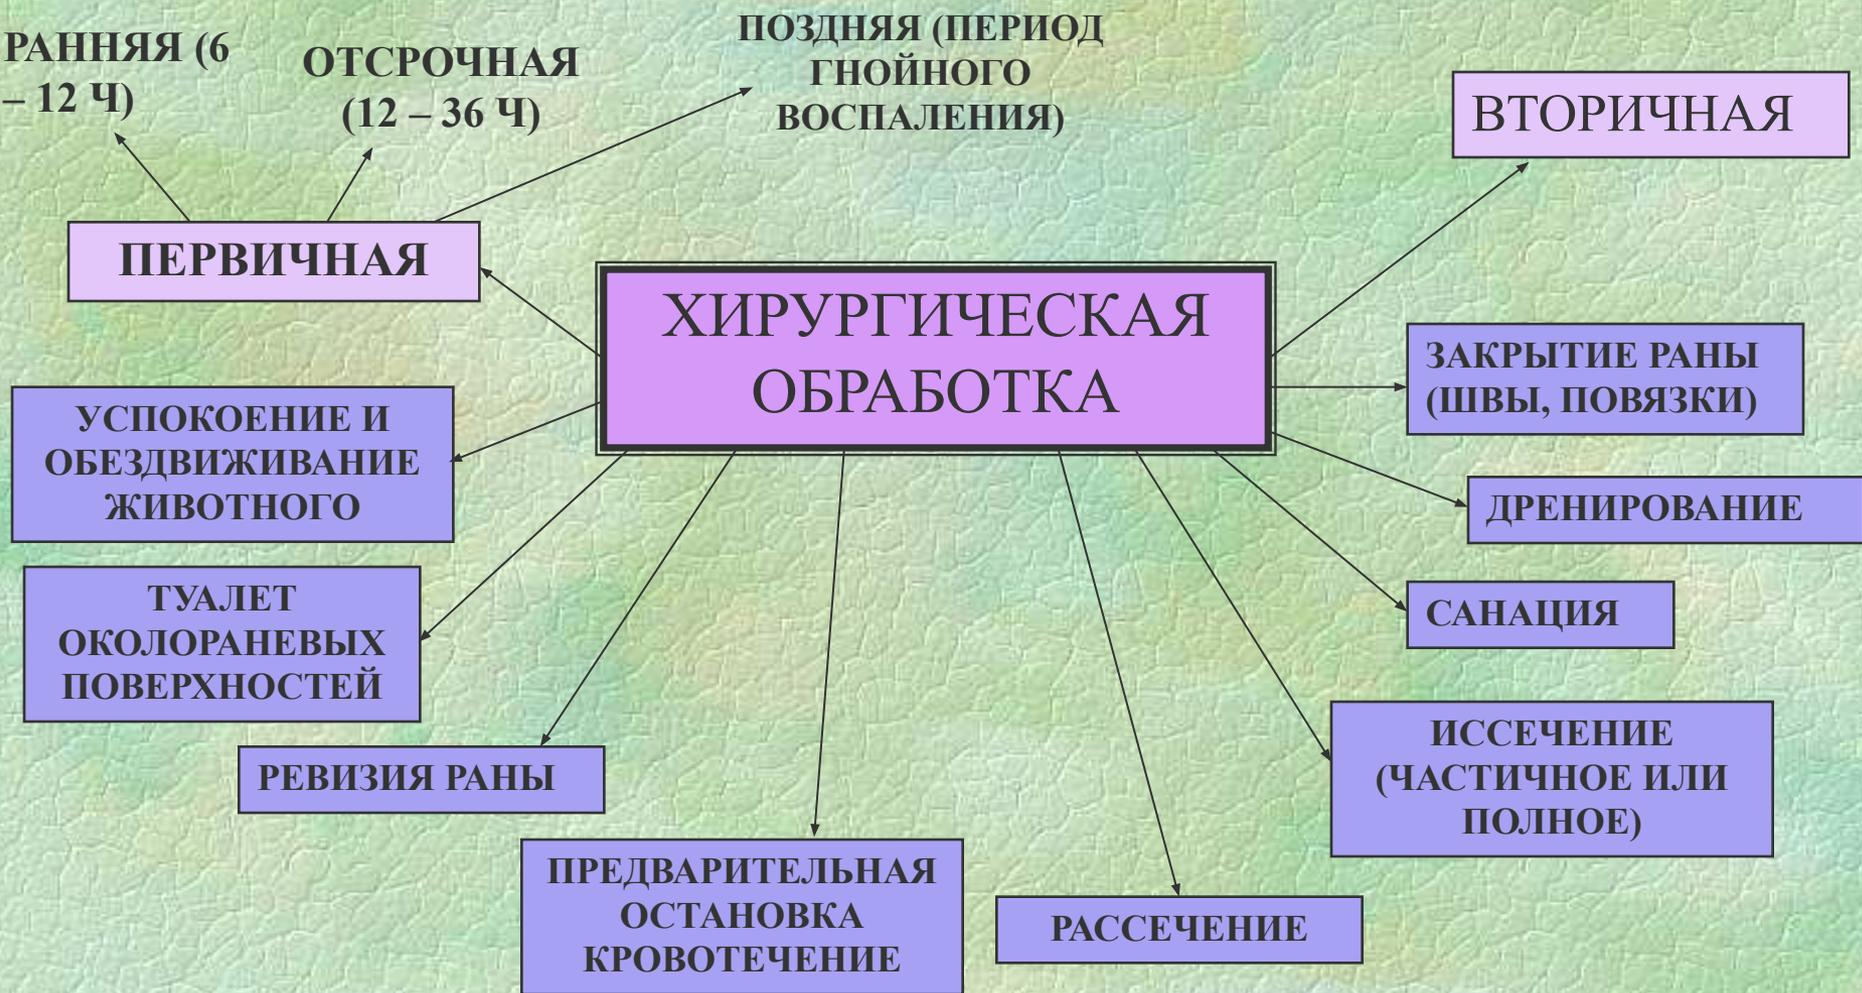 РАННЯЯ (6
– 12 Ч)
ОТСРОЧНАЯ
(12 – 36 Ч)
ПОЗДНЯЯ (ПЕРИОД
ГНОЙНОГО
ВОСПАЛЕНИЯ)
ВТОРИЧНАЯ
ПЕРВИЧНАЯ
ХИРУРГИЧЕСКАЯ
ОБРАБОТКА
ЗАКРЫТИЕ РАНЫ
(ШВЫ, ПОВЯЗКИ)
УСПОКОЕНИЕ И
ОБЕЗДВИЖИВАНИЕ
ЖИВОТНОГО
ДРЕНИРОВАНИЕ
ТУАЛЕТ
ОКОЛОРАНЕВЫХ
ПОВЕРХНОСТЕЙ
САНАЦИЯ
РЕВИЗИЯ РАНЫ
ИССЕЧЕНИЕ
(ЧАСТИЧНОЕ ИЛИ
ПОЛНОЕ)
ПРЕДВАРИТЕЛЬНАЯ
ОСТАНОВКА
КРОВОТЕЧЕНИЕ
РАССЕЧЕНИЕ